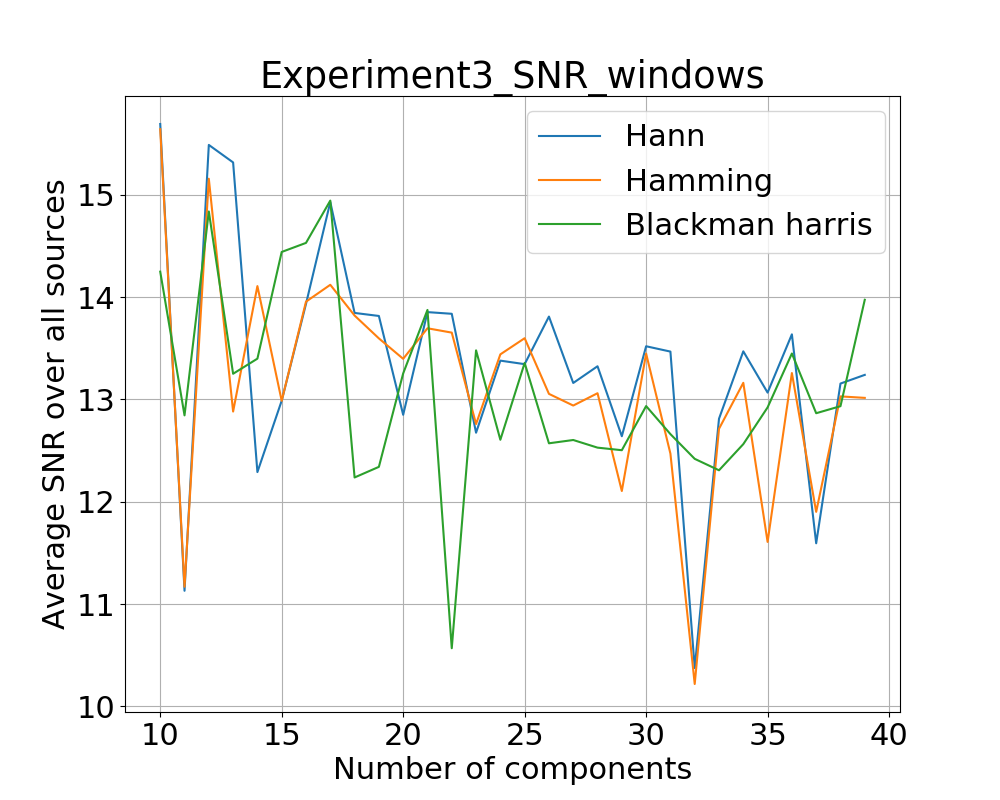 Experiment3_SNR_windows
Hann
Hamming
Blackman harris
Average SNR over all sources
15
14
13
12
11
10
10 15 20 25 30 35 40
Number of components